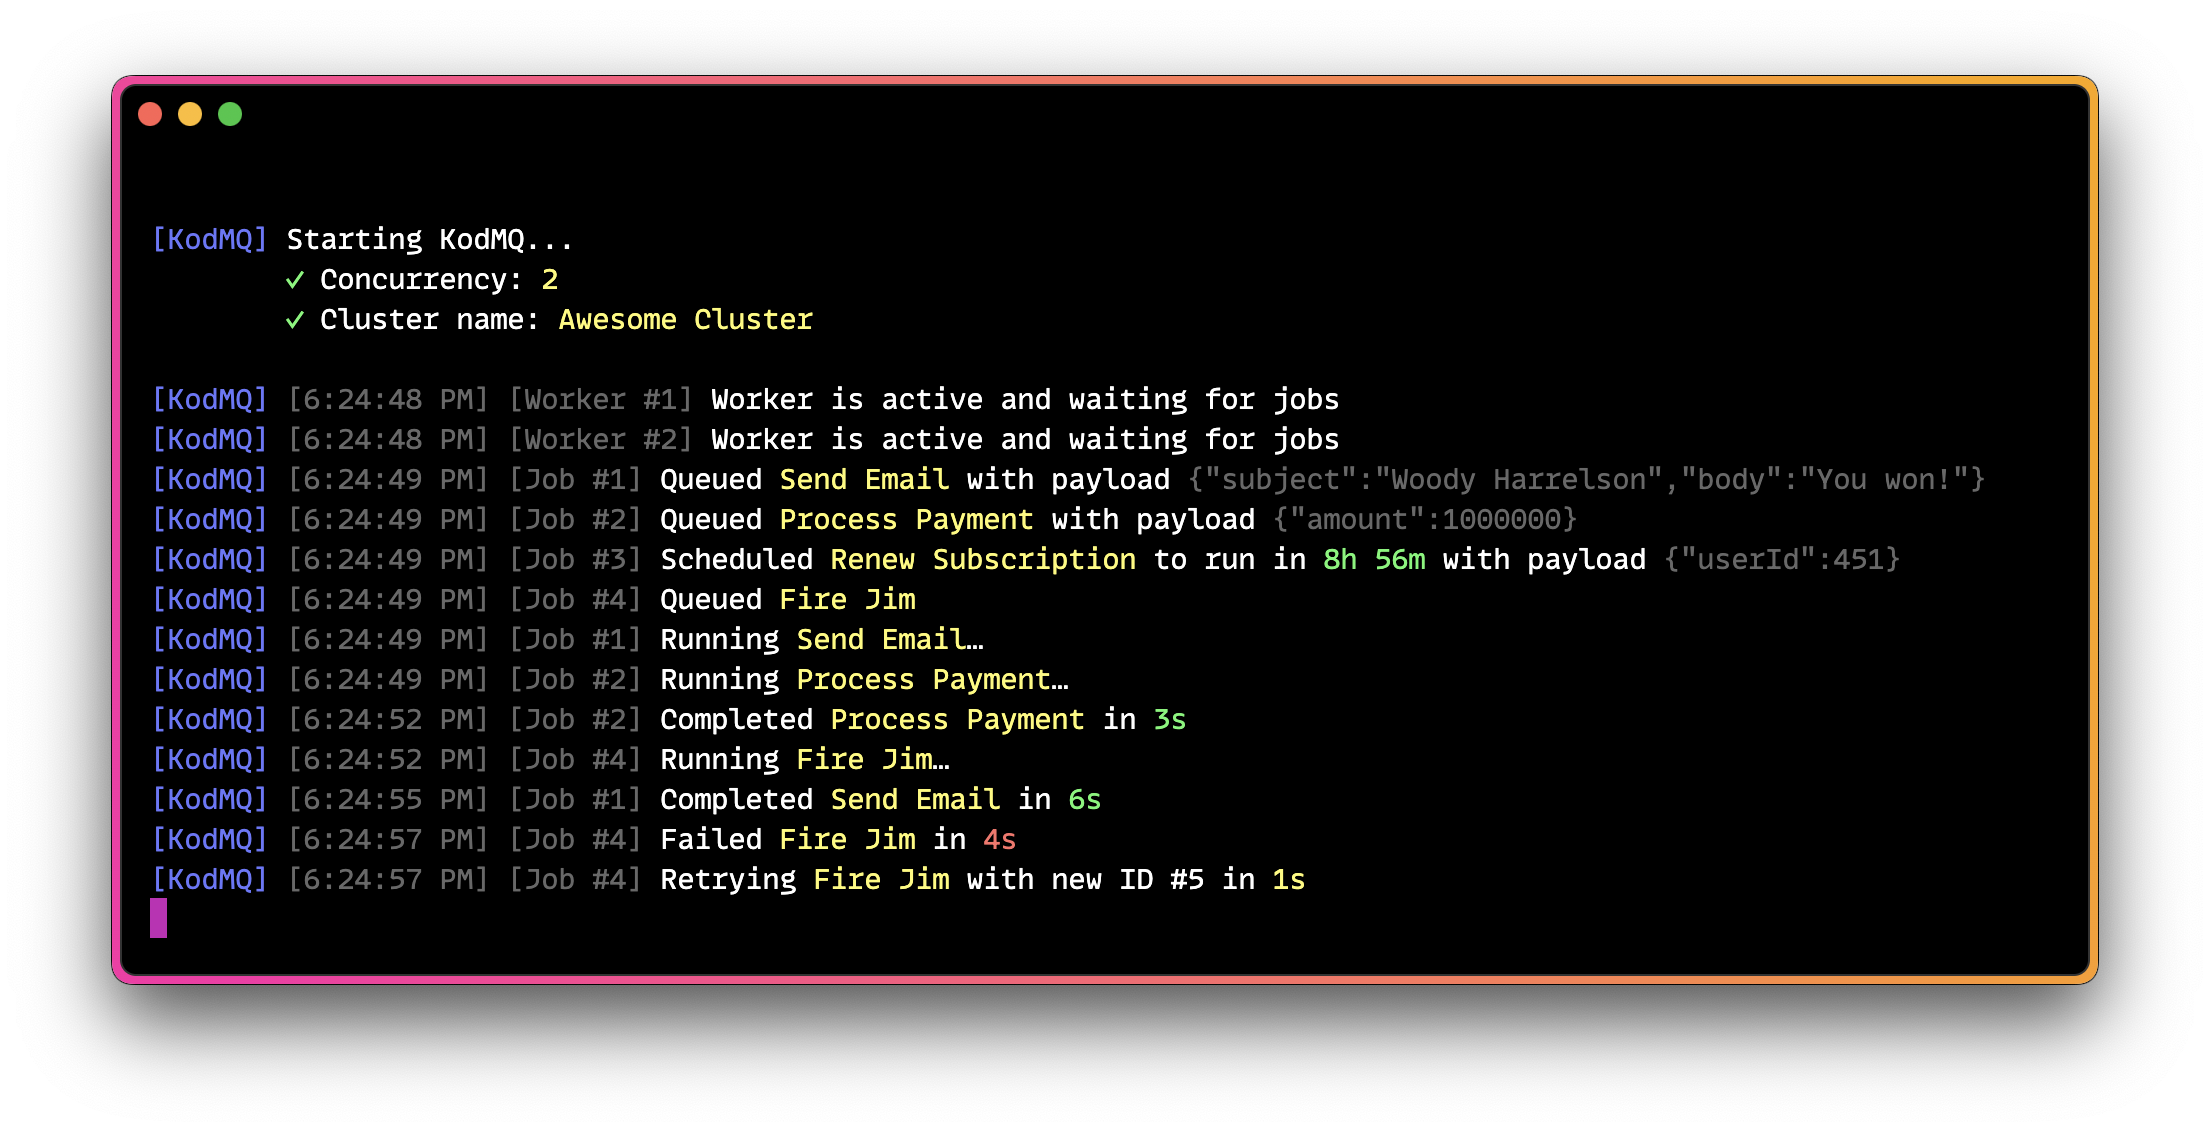 [KodMQ] Starting KodMQ...
✓ Concurrency: 2
✓ Cluster name: Awesome Cluster
[KodMQ] [6:24:48 PM] [Worker #1] Worker is active and waiting for jobs
[KodMQ] [6:24:48 PM] [Worker #2] Worker is active and waiting for jobs
[KodMQ] [6:24:49 PM] [Job #1] Queued Send Email with payload {"subject":"Woody Harrelson","body":"You won!"}
[KodMQ] [6:24:49 PM] [Job #2] Queued Process Payment with payload {"amount":1000000}
[KodMQ] [6:24:49 PM] [Job #3] Scheduled Renew Subscription to run in 8h 56m with payload {"userId":451}
[KodMQ] [6:24:49 PM] [Job #4] Queued Fire Jim
[KodMQ] [6:24:49 PM] [Job #1] Running Send Email…
[KodMQ] [6:24:49 PM] [Job #2] Running Process Payment…
[KodMQ] [6:24:52 PM] [Job #2] Completed Process Payment in 3s
[KodMQ] [6:24:52 PM] [Job #4] Running Fire Jim…
[KodMQ] [6:24:55 PM] [Job #1] Completed Send Email in 6s
[KodMQ] [6:24:57 PM] [Job #4] Failed Fire Jim in 4s
[KodMQ] [6:24:57 PM] [Job #4] Retrying Fire Jim with new ID #5 in 1s